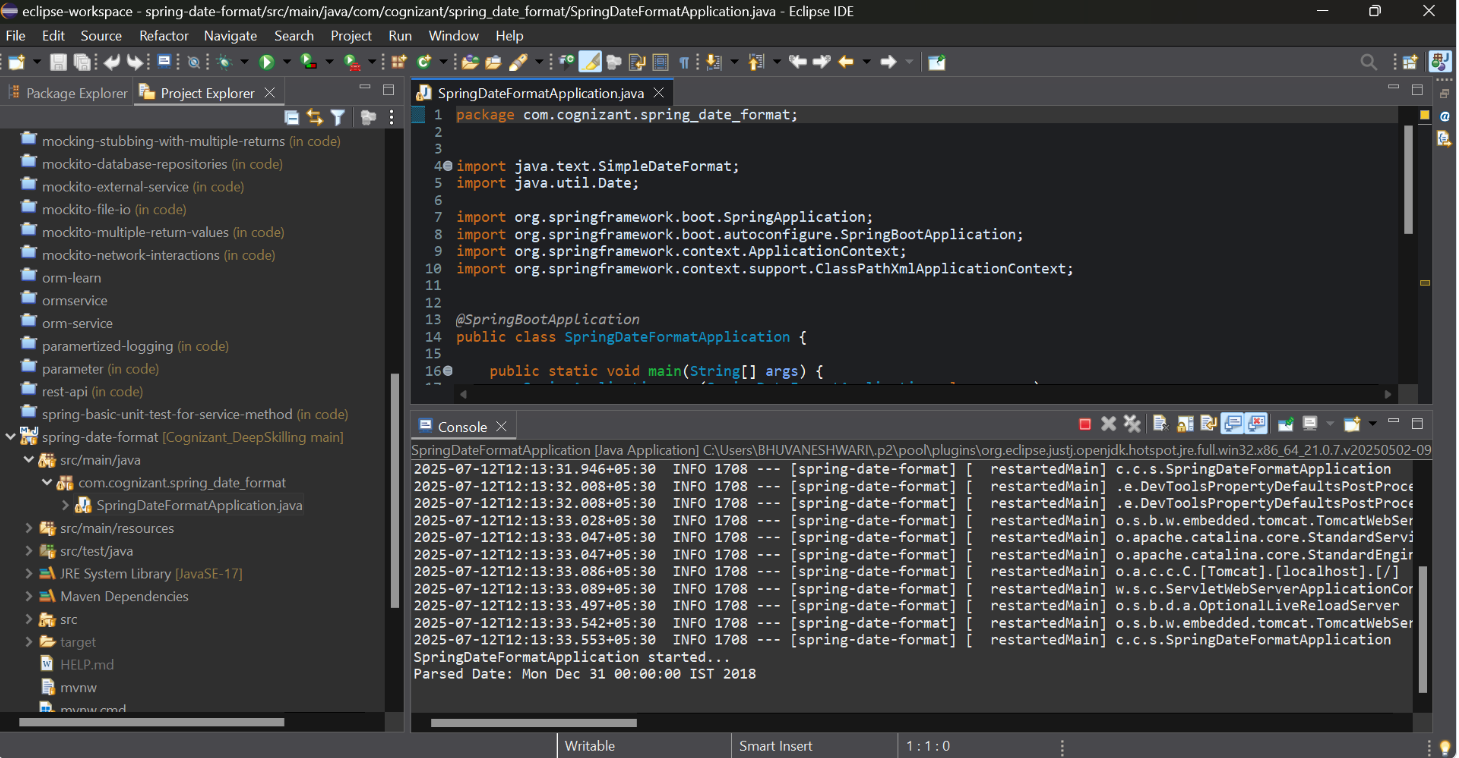 eclipse-workspace - spring-date-format/src/main/java/com/cognizant/spring_date_format/SpringDateFormatApplication.java - Eclipse IDE
File Edit Source Refactor Navigate Search Project Run Window Help
Package Explorer
Project Explorer
mocking-stubbing-with-multiple-returns (in code)
mockito-database-repositories (in code)
mockito-external-service (in code)
mockito-file-io (in code)
mockito-multiple-return-values (in code)
mockito-network-interactions (in code)
orm-learn
ormservice
orm-service
paramertized-logging (in code)
parameter (in code)
rest-api (in code)
spring-basic-unit-test-for-service-method (in code)
spring-date-format [Cognizant_DeepSkilling main]
src/main/java
com.cognizant.spring_date_format
SpringDateFormatApplication.java
src/main/resources
src/test/java
JRE System Library [JavaSE-17]
Maven Dependencies
src
target
HELP.md
mvnw
mvnw.cmd
SpringDateFormatApplication.java
1 package com.cognizant.spring_date_format;
2
3
4 import java.text.SimpleDateFormat;
5 import java.util.Date;
6
7 import org.springframework.boot.SpringApplication;
8 import org.springframework.boot.autoconfigure.SpringBootApplication;
9 import org.springframework.context.ApplicationContext;
10 import org.springframework.context.support.ClassPathXmlApplicationContext;
11
12
13 @SpringBootApplication
14 public class SpringDateFormatApplication {
15
16 public static void main(String[] args) {
Console
SpringDateFormatApplication [Java Application] C:\Users\BHUVANESHWARI\.p2\pool\plugins\org.eclipse.justj.openjdk.hotspot.jre.full.win32.x86_64_21.0.7.v20250502-09
2025-07-12T12:13:31.946+05:30 INFO 1708 --- [spring-date-format] [ restartedMain] c.c.s.SpringDateFormatApplication
2025-07-12T12:13:32.008+05:30 INFO 1708 --- [spring-date-format] [ restartedMain] .e.DevToolsPropertyDefaultsPostProce
2025-07-12T12:13:32.008+05:30 INFO 1708 --- [spring-date-format] [ restartedMain] .e.DevToolsPropertyDefaultsPostProce
2025-07-12T12:13:33.028+05:30 INFO 1708 --- [spring-date-format] [ restartedMain] o.s.b.w.embedded.tomcat.TomcatWebSer
2025-07-12T12:13:33.047+05:30 INFO 1708 --- [spring-date-format] [ restartedMain] o.apache.catalina.core.StandardServi
2025-07-12T12:13:33.047+05:30 INFO 1708 --- [spring-date-format] [ restartedMain] o.apache.catalina.core.StandardEngin
2025-07-12T12:13:33.086+05:30 INFO 1708 --- [spring-date-format] [ restartedMain] o.a.c.c.C.[Tomcat].[localhost].[/]
2025-07-12T12:13:33.089+05:30 INFO 1708 --- [spring-date-format] [ restartedMain] w.s.c.ServletWebServerApplicationCon
2025-07-12T12:13:33.497+05:30 INFO 1708 --- [spring-date-format] [ restartedMain] o.s.b.d.a.OptionalLiveReloadServer
2025-07-12T12:13:33.542+05:30 INFO 1708 --- [spring-date-format] [ restartedMain] o.s.b.w.embedded.tomcat.TomcatWebSer
2025-07-12T12:13:33.553+05:30 INFO 1708 --- [spring-date-format] [ restartedMain] c.c.s.SpringDateFormatApplication
SpringDateFormatApplication started...
Parsed Date: Mon Dec 31 00:00:00 IST 2018
Writable
Smart Insert
1 : 1 : 0